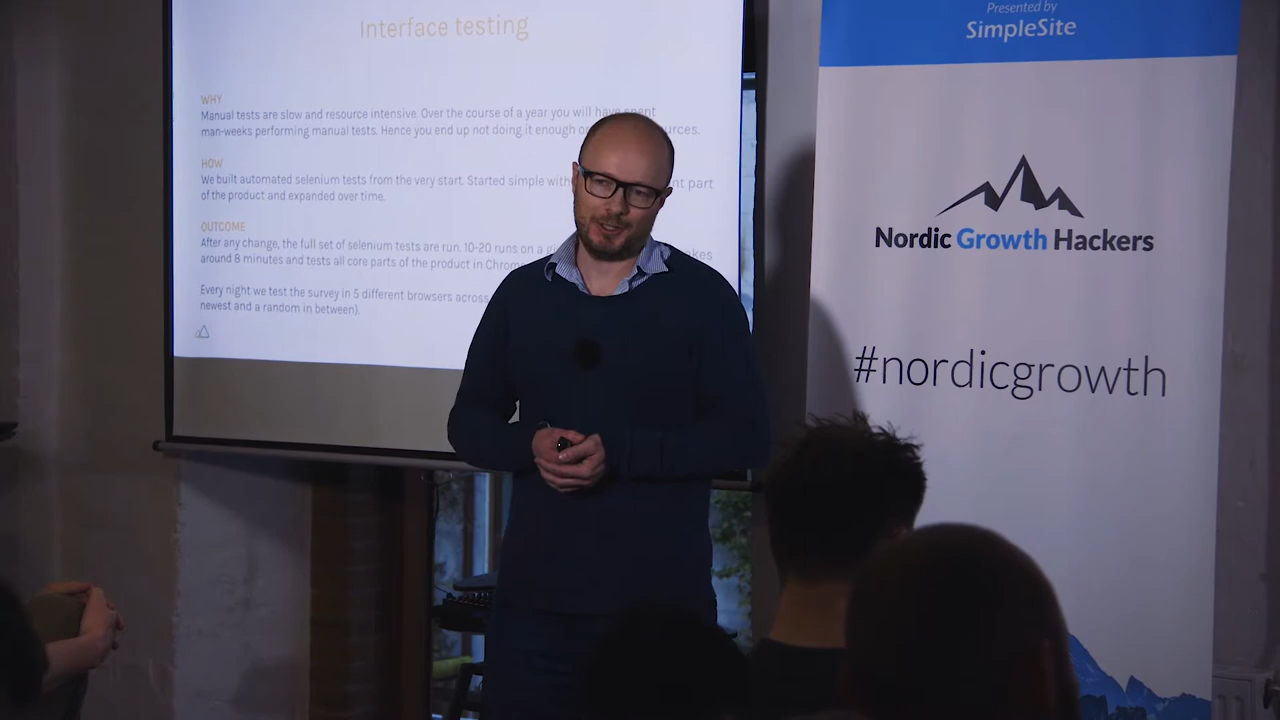 Interface testing
WHY
Manual tests are slow and resource intensive. Over the course of a year you will have spent
man-weeks performing manual tests. Hence you end up not doing it enough
HOW
We built automated selenium tests from the very start. Started simple with part
of the product and expanded over time.
OUTCOME
After any change, the full set of selenium tests are run. 10-20 runs on a
around 8 minutes and tests all core parts of the product in
Every night we test the survey in 5 different browsers across
newest and a random in between).
Presented by
SimpleSite
Nordic Growth Hackers
#nordicgrowth